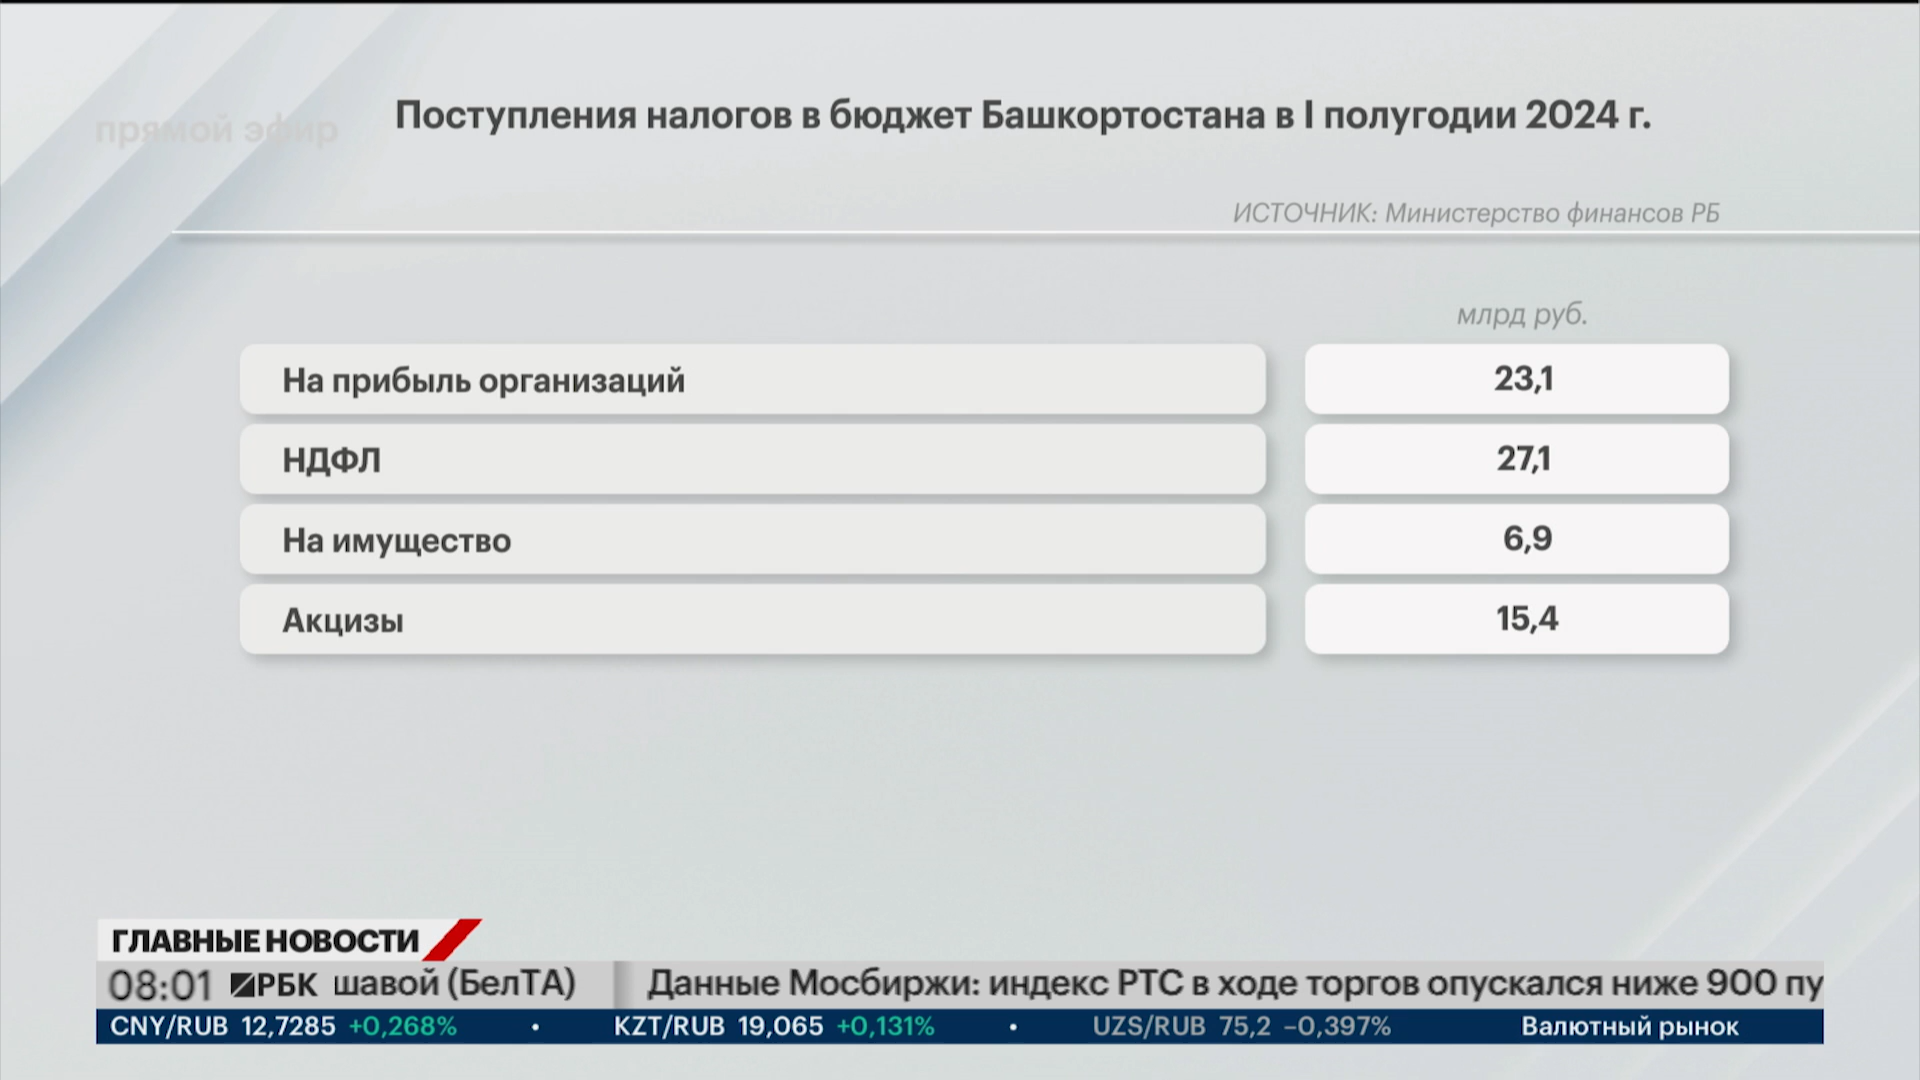 прямой эфир
Поступления налогов в бюджет Башкортостана в I полугодии 2024 г.
ИСТОЧНИК: Министерство финансов РБ
млрд руб.
На прибыль организаций 23,1
НДФЛ 27,1
На имущество 6,9
Акцизы 15,4
ГЛАВНЫЕ НОВОСТИ
08:01 РБК шавой (БелТА) Данные Мосбиржи: индекс РТС в ходе торгов опускался ниже 900 пу
CNY/RUB 12,7285 +0,268% • KZT/RUB 19,065 +0,131% • UZS/RUB 75,2 −0,397% Валютный рынок